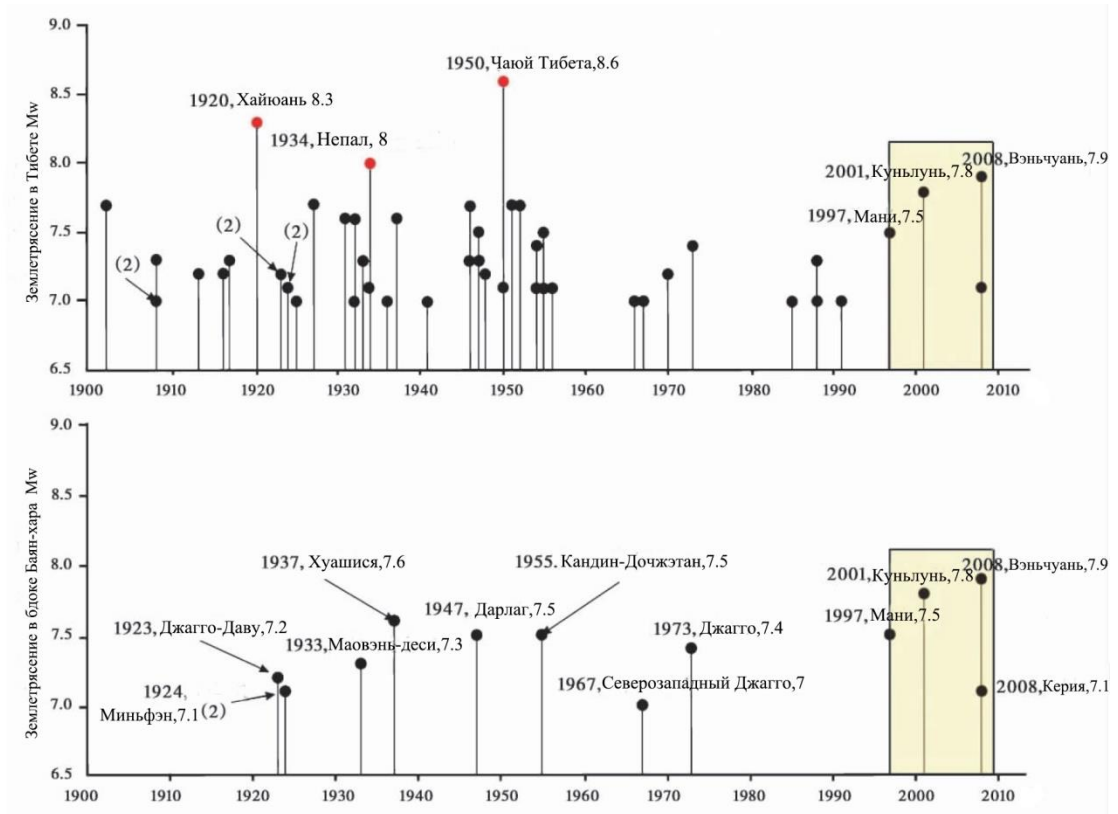 9.0
1950, Чаюй Тибета,8.6
8.5
1920, Хайюань 8.3
1934, Непал, 8
8.0
2008, Вэньчуань,7.9
2001, Куньлунь,7.8
1997, Мани,7.5
(2)
(2)
(2)
7.5
7.0
6.5
Землетрясение в Тибете Mw
1900 1910 1920 1930 1940 1950 1960 1970 1980 1990 2000 2010
9.0
8.5
8.0
2008, Вэньчуань,7.9
1937, Хуашися,7.6
1955. Кандин-Дочжэтан, 7.5
2001, Куньлунь,7.8
1947, Дарлаг,7.5
1997, Мани,7.5
7.5
1923, Джагго-Даву,7.2
1933, Маовэнь-деси,7.3
1973, Джагго,7.4
1924,
Миньфэн,7.1 (2)
1967, Северозападный Джагго,7
2008, Керия,7.1
7.0
6.5
Землетрясение в бдоке Баян-хара Mw
1900 1910 1920 1930 1940 1950 1960 1970 1980 1990 2000 2010